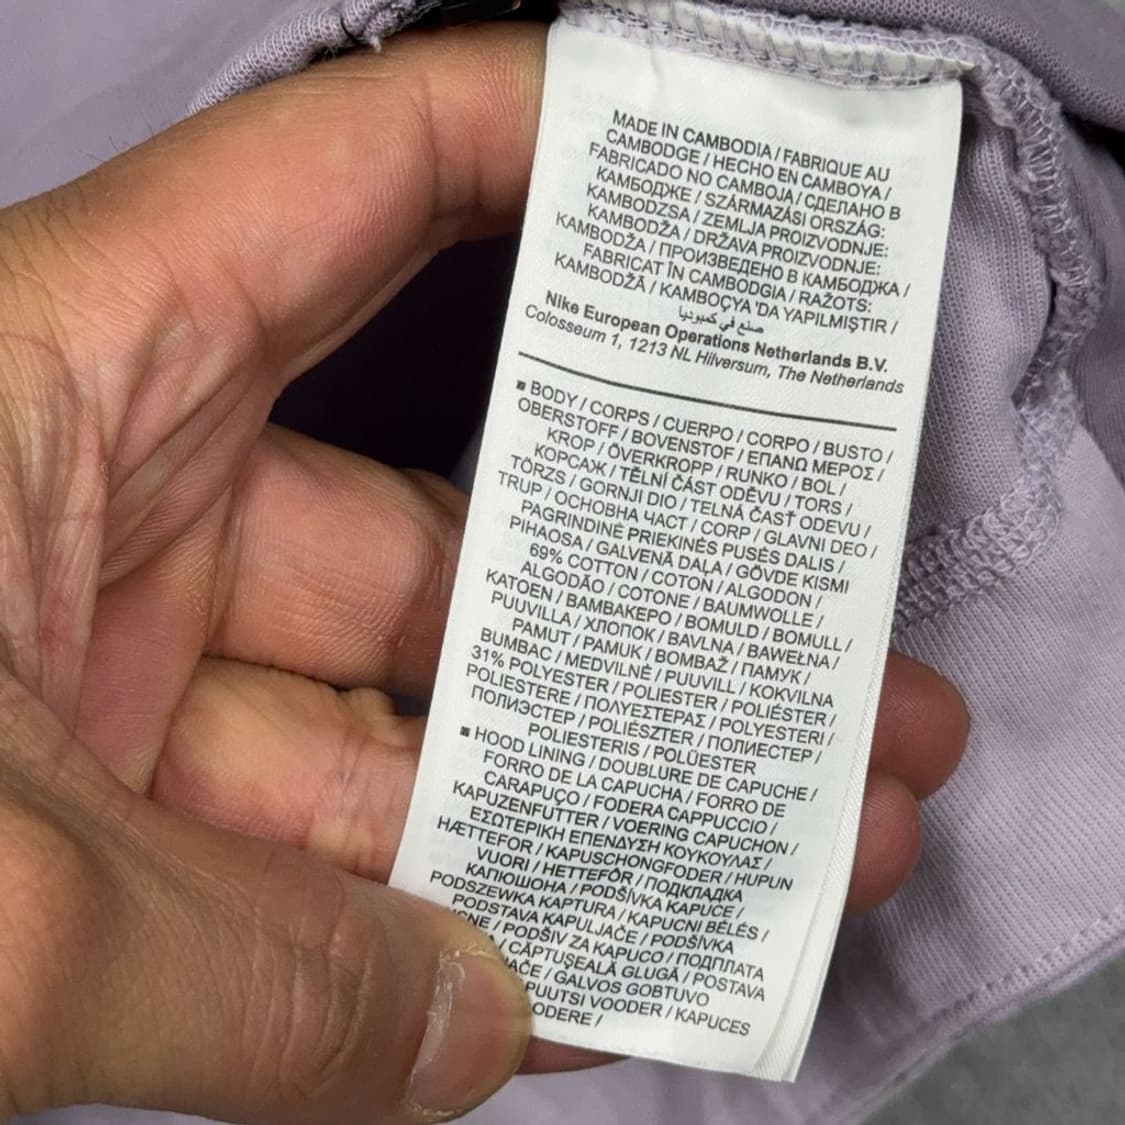 MADE IN CAMBODIA / FABRIQUE AU
CAMBODGE / HECHO EN CAMBOYA /
FABRICADO NO CAMBOJA / СДЕЛАНО В
КАМБОДЖЕ / SZÁRMAZÁSI ORSZÁG:
KAMBODZSA / ZEMLJA PROIZVODNJE:
KAMBODŽA / DRŽAVA PROIZVODNJE:
KAMBODŽA / ПРОИЗВЕДЕНО В КАМБОДЖА /
FABRICAT ÎN CAMBODGIA / RAŽOTS:
KAMBODŽĀ / KAMBOÇYA 'DA YAPILMIŞTIR /
صنع في كمبوديا
Nike European Operations Netherlands B.V.
Colosseum 1, 1213 NL Hilversum, The Netherlands
■ BODY / CORPS / CUERPO / CORPO / BUSTO /
OBERSTOFF / BOVENSTOF / ΕΠΑΝΩ ΜΕΡΟΣ /
KROP / ÖVERKROPP / RUNKO / BOL /
КОРСАЖ / TĚLNÍ ČÁST ODĚVU / TORS /
TÖRZS / GORNJI DIO / TELNÁ ČASŤ ODEVU /
TRUP / ОСНОВНА ЧАСТ / CORP / GLAVNI DEO /
PAGRINDINĖ PRIEKINĖS PUSĖS DALIS /
PIHAOSA / GALVENĀ DAĻA / GÖVDE KISMI
69% COTTON / COTON / ALGODON /
ALGODÃO / COTONE / BAUMWOLLE /
KATOEN / ΒΑΜΒΑΚΕΡΟ / BOMULD / BOMULL /
PUUVILLA / ХЛОПОК / BAVLNA / BAWEŁNA /
PAMUT / PAMUK / BOMBAŽ / ПАМУК /
BUMBAC / MEDVILNĖ / PUUVILL / KOKVILNA
31% POLYESTER / POLIESTER / POLIÉSTER /
POLIESTERE / ΠΟΛΥΕΣΤΕΡΑΣ / POLYESTERI /
ПОЛИЭСТЕР / POLIÉSZTER / ПОЛИЕСТЕР /
POLIESTERIS / POLÜESTER
■ HOOD LINING / DOUBLURE DE CAPUCHE /
FORRO DE LA CAPUCHA / FORRO DE
CARAPUÇO / FODERA CAPPUCCIO /
KAPUZENFUTTER / VOERING CAPUCHON /
ΕΣΩΤΕΡΙΚΗ ΕΠΕΝΔΥΣΗ ΚΟΥΚΟΥΛΑΣ /
HÆTTEFOR / KAPUSCHONGFODER / HUPUN
VUORI / HETTEFÔR / ПОДКЛАДКА
КАПЮШОНА / PODŠÍVKA KAPUCE /
PODSZEWKA KAPTURA / KAPUCNI BÉLÉS /
PODSTAVA KAPULJAČE / PODŠÍVKA
CNE / PODŠIV ZA KAPUCO / ПОДПЛАТА
/ CĂPTUȘEALĂ GLUGĂ / POSTAVA
JAČE / GALVOS GOBTUVO
PUUTSI VOODER / KAPUCES
ODERE /